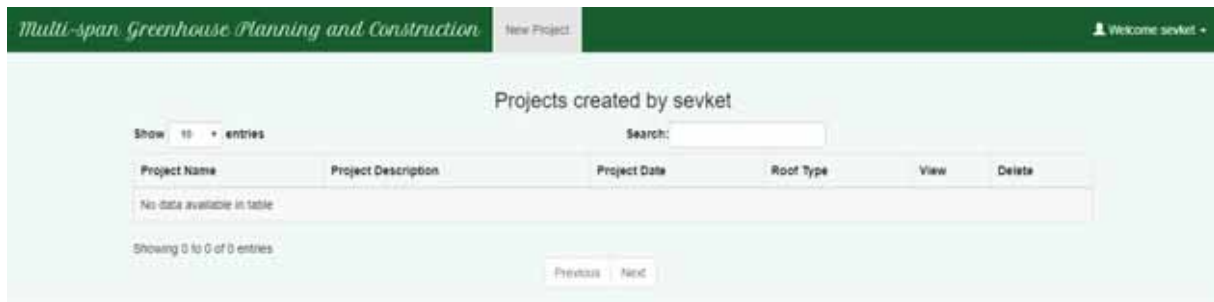 Multi-span Greenhouse Planning and Construction New Project Welcome sevket
Projects created by sevket
Show 10 entries Search:
Project Name Project Description Project Date Roof Type View Delete
No data available in table
Showing 0 to 0 of 0 entries
Previous Next